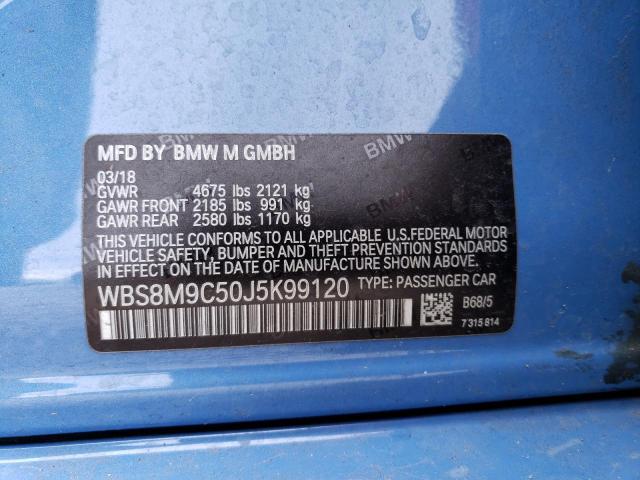 MFD BY BMW M GMBH
03/18
GVWR 4675 lbs 2121 kg
GAWR FRONT 2185 lbs 991 kg
GAWR REAR 2580 lbs 1170 kg
THIS VEHICLE CONFORMS TO ALL APPLICABLE U.S.FEDERAL MOTOR
VEHICLE SAFETY, BUMPER AND THEFT PREVENTION STANDARDS
IN EFFECT ON THE DATE OF MANUFACTURE SHOWN ABOVE.
WBS8M9C50J5K99120 TYPE: PASSENGER CAR
B68/5
7315814